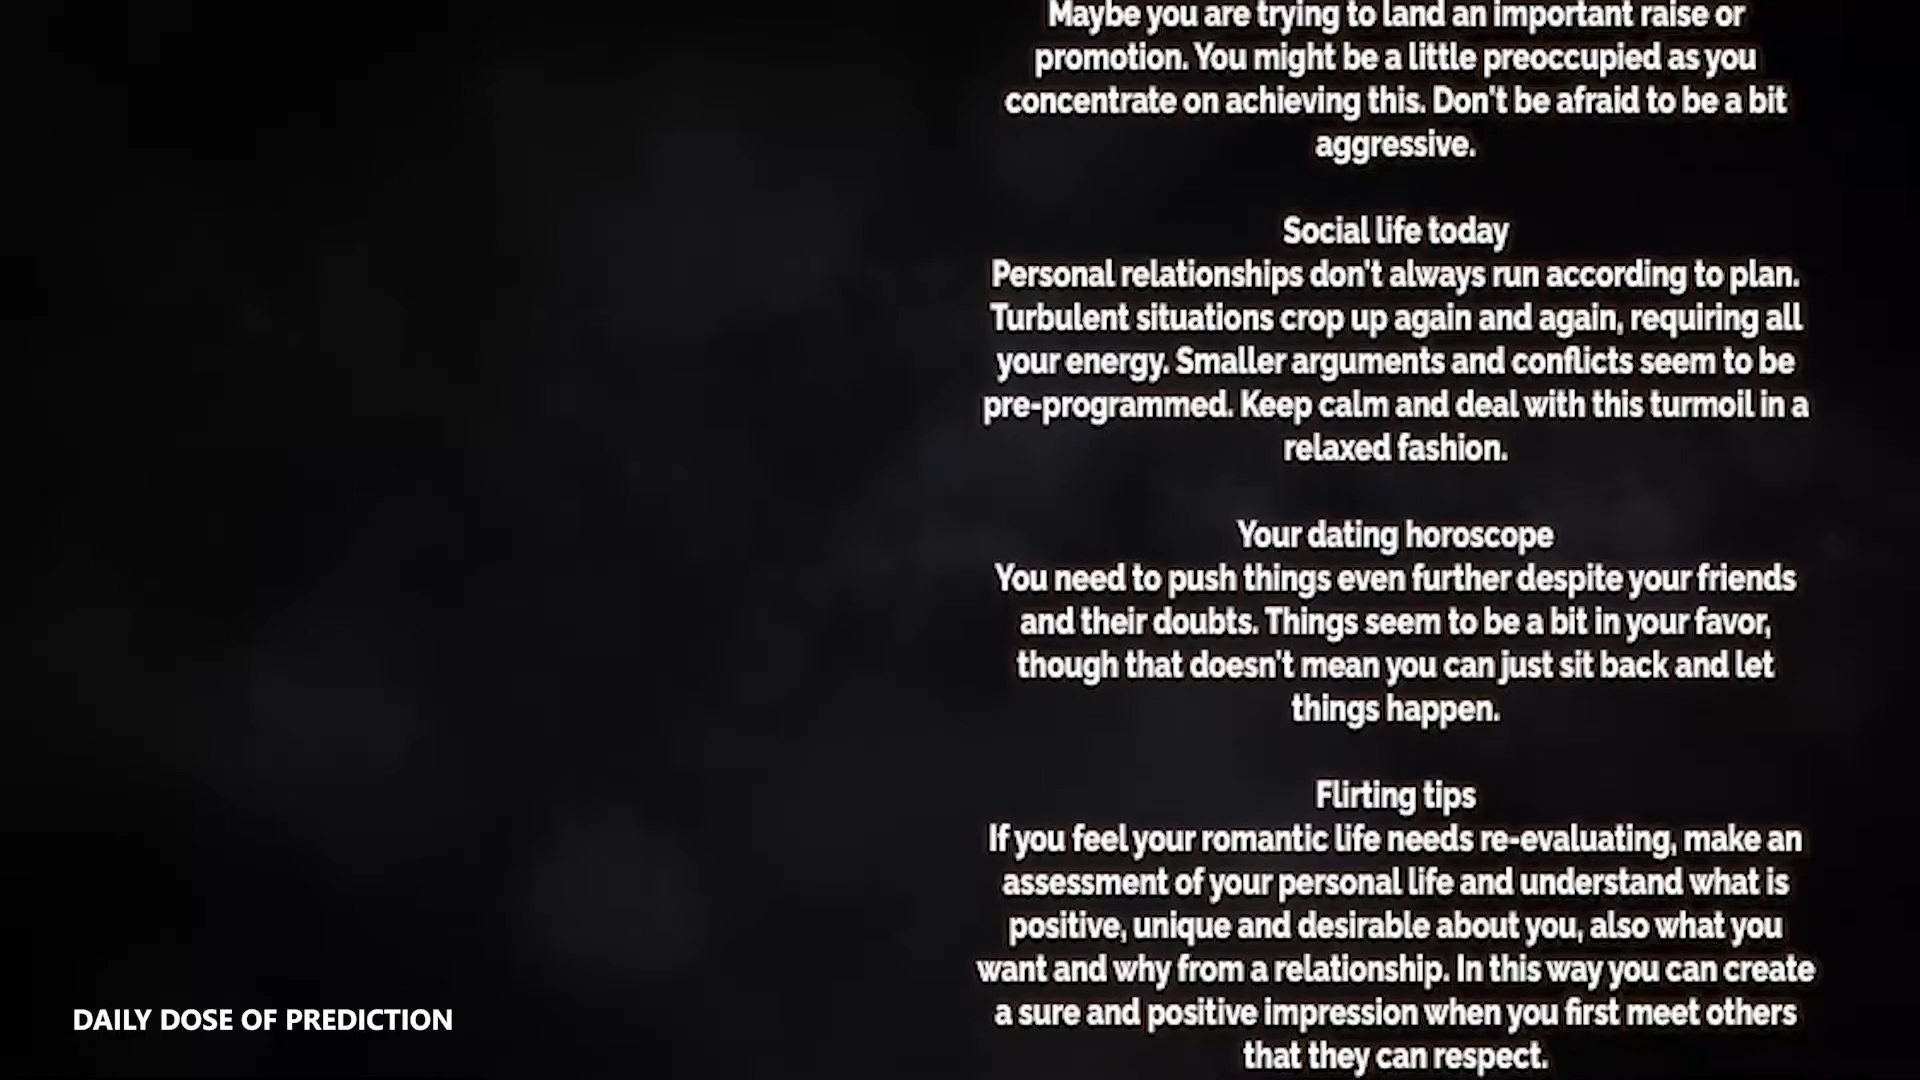 Maybe you are trying to land an important raise or
promotion. You might be a little preoccupied as you
concentrate on achieving this. Don't be afraid to be a bit
aggressive.
Social life today
Personal relationships don't always run according to plan.
Turbulent situations crop up again and again, requiring all
your energy. Smaller arguments and conflicts seem to be
pre-programmed. Keep calm and deal with this turmoil in a
relaxed fashion.
Your dating horoscope
You need to push things even further despite your friends
and their doubts. Things seem to be a bit in your favor,
though that doesn't mean you can just sit back and let
things happen.
Flirting tips
If you feel your romantic life needs re-evaluating, make an
assessment of your personal life and understand what is
positive, unique and desirable about you, also what you
want and why from a relationship. In this way you can create
a sure and positive impression when you first meet others
that they can respect.
DAILY DOSE OF PREDICTION